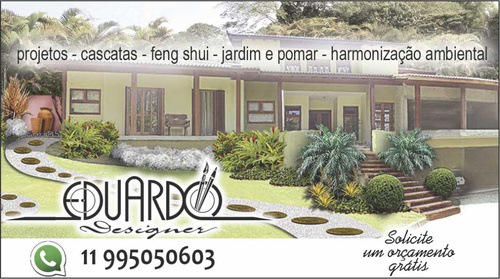 projetos - cascatas - feng shui - jardim e pomar - harmonização ambiental
EDUARDO
Designer
11 995050603
Solicite
um orçamento
grátis